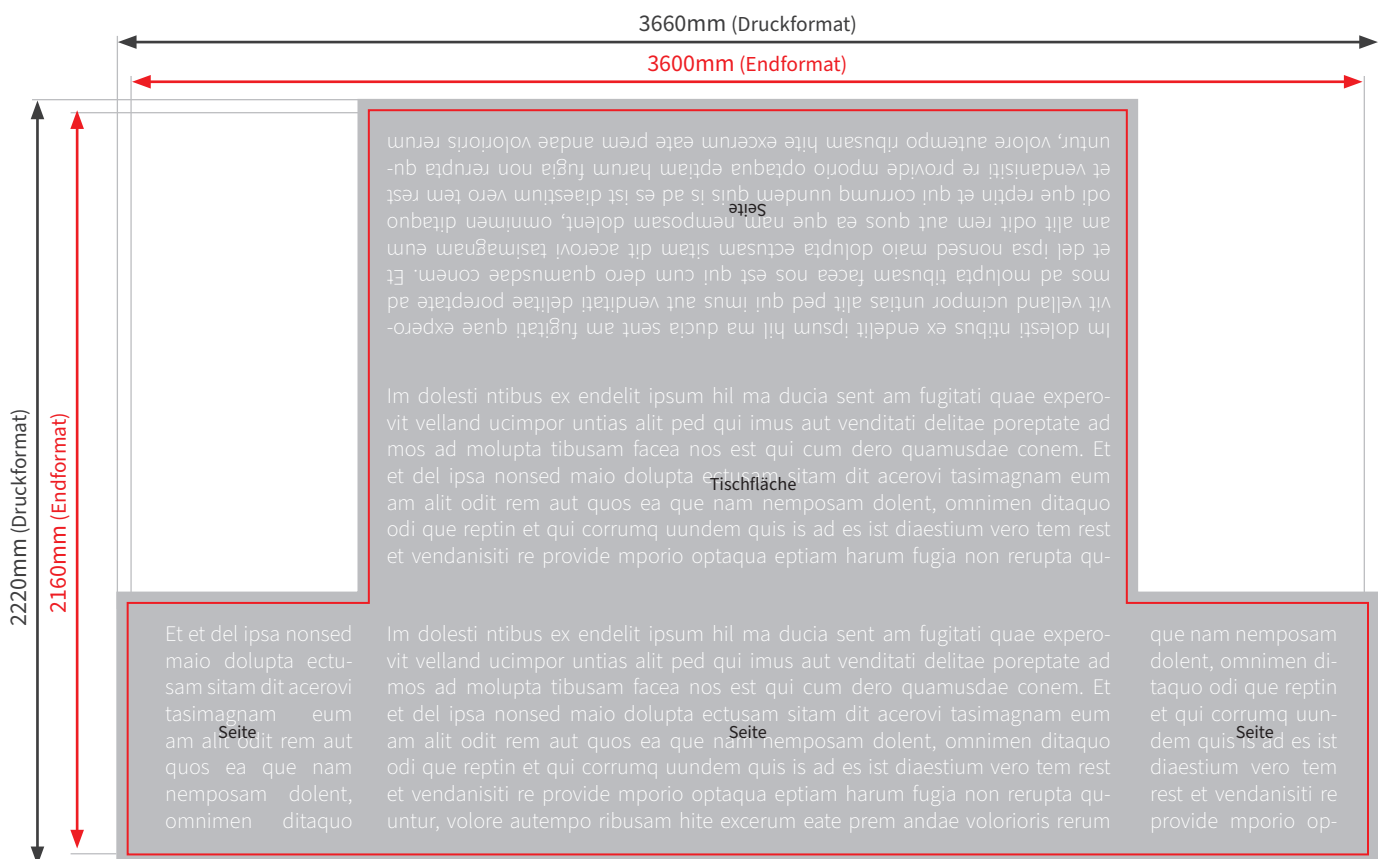 3660mm (Druckformat)
3600mm (Endformat)
2220mm (Druckformat)
2160mm (Endformat)
Im dolesti ntibus ex endelit ipsum hil ma ducia sent am fugitati quae expero-
vit velland ucimpor untias alit ped qui imus aut venditati delitae poreptate ad
mos ad molupta tibusam facea nos est qui cum dero quamusdae conem. Et
et del ipsa nonsed maio dolupta ectusam sitam dit acerovi tasimagnam eum
am alit odit rem aut quos ea que nam nemposam dolent, omnimen ditaquo
Seite
odi que reptin et qui corrumq uundem quis is ad es ist diaestium vero tem rest
et vendanisiti re provide mporio optaqua eptiam harum fugia non rerupta qu-
untur, volore autempo ribusam hite excerum eate prem andae volorioris rerum
Im dolesti ntibus ex endelit ipsum hil ma ducia sent am fugitati quae expero-
vit velland ucimpor untias alit ped qui imus aut venditati delitae poreptate ad
mos ad molupta tibusam facea nos est qui cum dero quamusdae conem. Et
et del ipsa nonsed maio dolupta ectusam sitam dit acerovi tasimagnam eum
Tischfläche
am alit odit rem aut quos ea que nam nemposam dolent, omnimen ditaquo
odi que reptin et qui corrumq uundem quis is ad es ist diaestium vero tem rest
et vendanisiti re provide mporio optaqua eptiam harum fugia non rerupta qu-
Et et del ipsa nonsed
maio dolupta ectu-
sam sitam dit acerovi
tasimagnam eum
Seite
am alit odit rem aut
quos ea que nam
nemposam dolent,
omnimen ditaquo
Im dolesti ntibus ex endelit ipsum hil ma ducia sent am fugitati quae expero-
vit velland ucimpor untias alit ped qui imus aut venditati delitae poreptate ad
mos ad molupta tibusam facea nos est qui cum dero quamusdae conem. Et
et del ipsa nonsed maio dolupta ectusam sitam dit acerovi tasimagnam eum
Seite
am alit odit rem aut quos ea que nam nemposam dolent, omnimen ditaquo
odi que reptin et qui corrumq uundem quis is ad es ist diaestium vero tem rest
et vendanisiti re provide mporio optaqua eptiam harum fugia non rerupta qu-
untur, volore autempo ribusam hite excerum eate prem andae volorioris rerum
que nam nemposam
dolent, omnimen di-
taquo odi que reptin
et qui corrumq uun-
Seite
dem quis is ad es ist
diaestium vero tem
rest et vendanisiti re
provide mporio op-